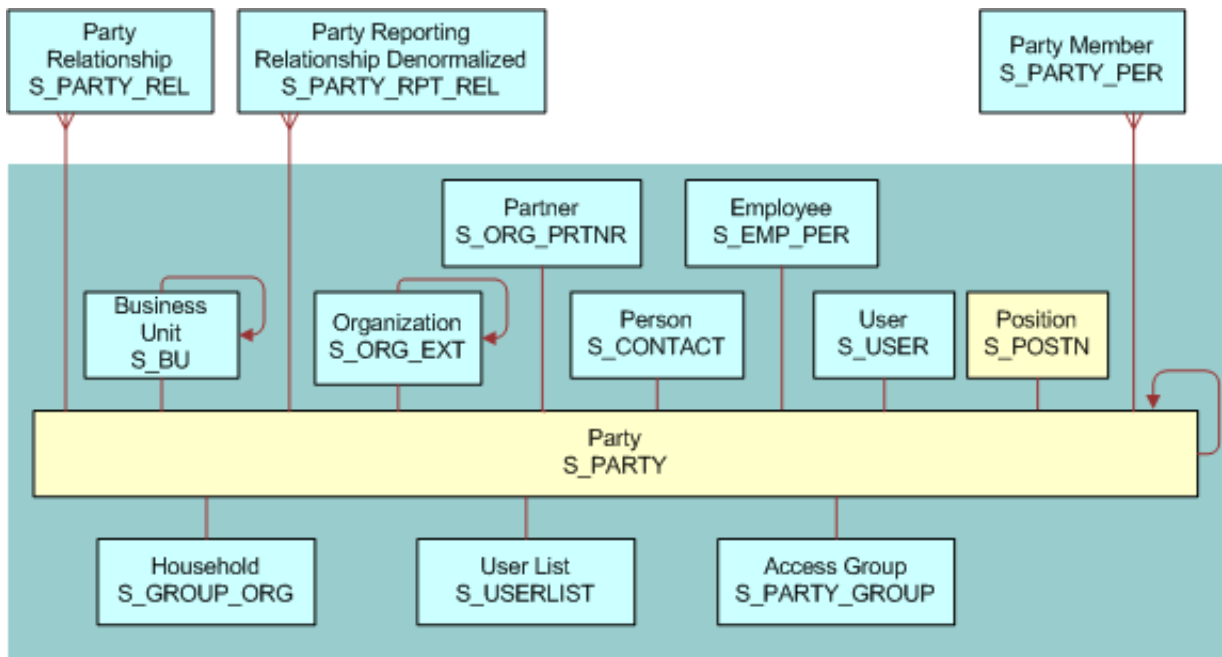 Party
Relationship
S_PARTY_REL
Party Reporting
Relationship Denormalized
S_PARTY_RPT_REL
Party Member
S_PARTY_PER
Partner
S_ORG_PRTNR
Employee
S_EMP_PER
Business
Unit
S_BU
Organization
S_ORG_EXT
Person
S_CONTACT
User
S_USER
Position
S_POSTN
Party
S_PARTY
Household
S_GROUP_ORG
User List
S_USERLIST
Access Group
S_PARTY_GROUP